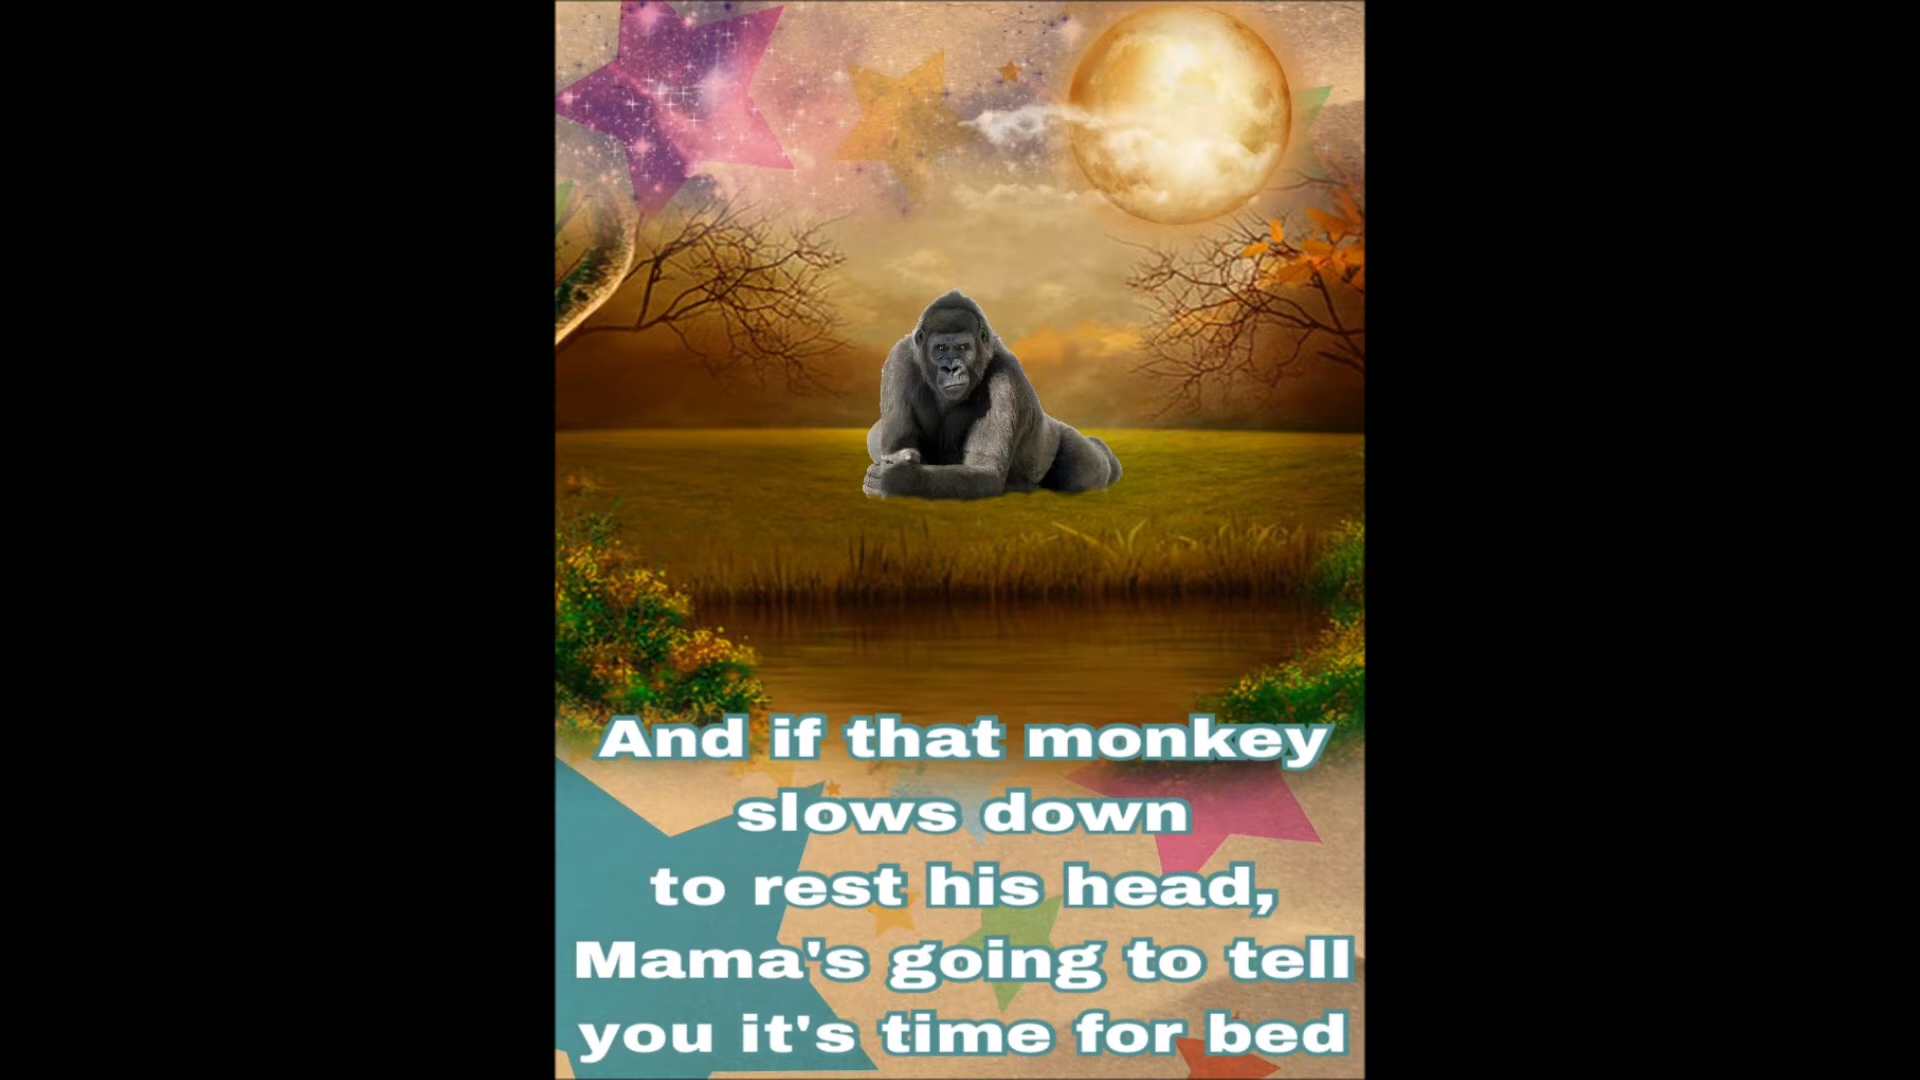 And if that monkey
slows down
to rest his head,
Mama's going to tell
you it's time for bed